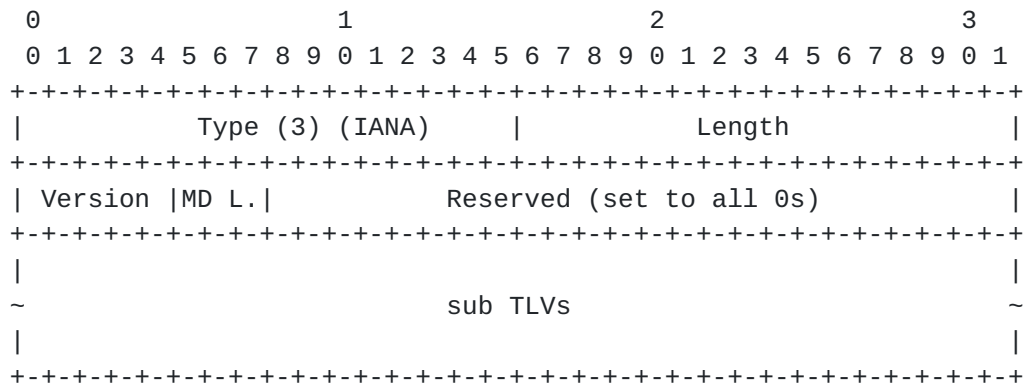 0                   1                   2                   3
 0 1 2 3 4 5 6 7 8 9 0 1 2 3 4 5 6 7 8 9 0 1 2 3 4 5 6 7 8 9 0 1
+-+-+-+-+-+-+-+-+-+-+-+-+-+-+-+-+-+-+-+-+-+-+-+-+-+-+-+-+-+-+-+-+
|           Type (3) (IANA)     |           Length              |
+-+-+-+-+-+-+-+-+-+-+-+-+-+-+-+-+-+-+-+-+-+-+-+-+-+-+-+-+-+-+-+-+
| Version |MD L.|           Reserved (set to all 0s)            |
+-+-+-+-+-+-+-+-+-+-+-+-+-+-+-+-+-+-+-+-+-+-+-+-+-+-+-+-+-+-+-+-+
|                                                               |
~                           sub TLVs                            ~
|                                                               |
+-+-+-+-+-+-+-+-+-+-+-+-+-+-+-+-+-+-+-+-+-+-+-+-+-+-+-+-+-+-+-+-+